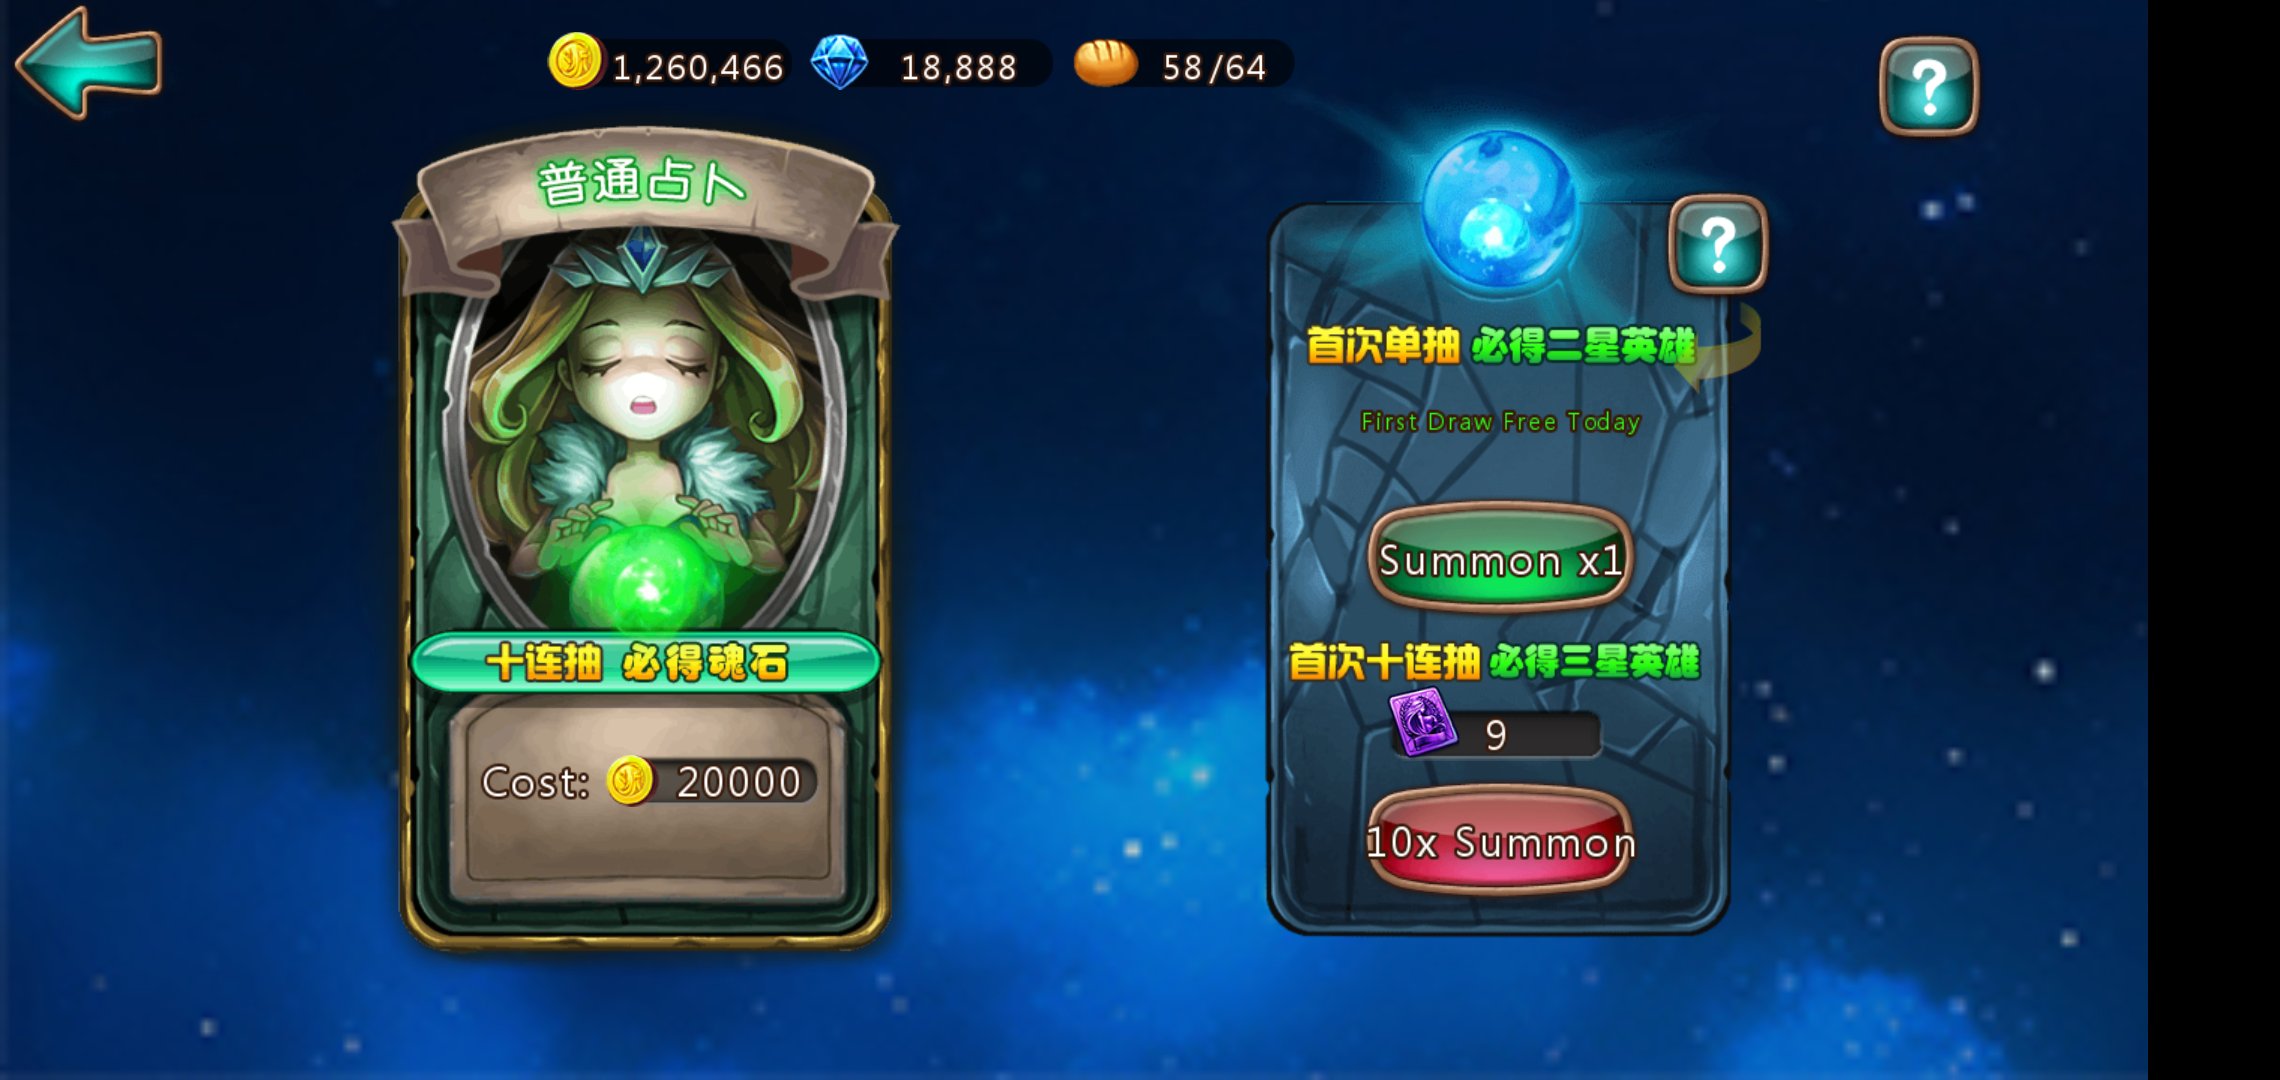 1,260,466 18,888 58/64
?
普通占卜
?
首次单抽 必得二星英雄
First Draw Free Today
Summon x1
十连抽 必得魂石
首次十连抽 必得三星英雄
9
Cost: 20000
10x Summon